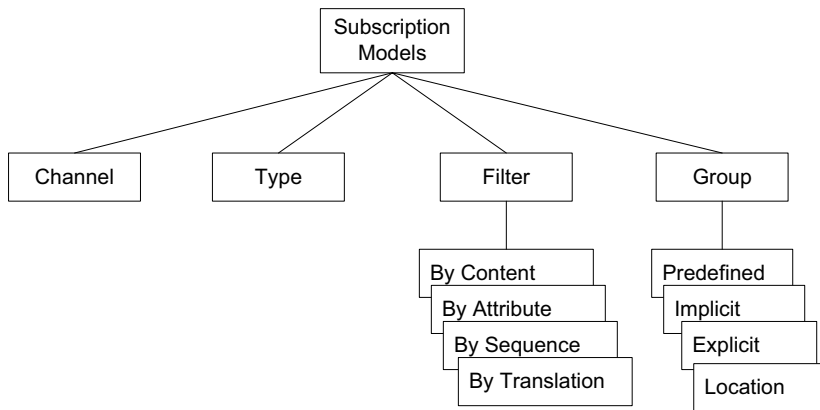 Subscription
Models
Channel
Type
Filter
Group
By Content
By Attribute
By Sequence
By Translation
Predefined
Implicit
Explicit
Location